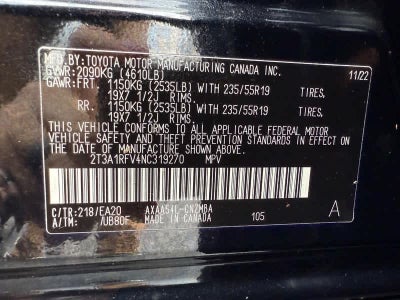 MFD.BY:TOYOTA MOTOR MANUFACTURING CANADA INC.
GVWR:2090KG (4610LB) 11/22
GAWR:FRT. 1150KG (2535LB) WITH 235/55R19 TIRES,
19X7 1/2J RIMS.
RR. 1150KG (2535LB) WITH 235/55R19 TIRES,
19X7 1/2J RIMS.
THIS VEHICLE CONFORMS TO ALL APPLICABLE FEDERAL MOTOR
VEHICLE SAFETY AND THEFT PREVENTION STANDARDS IN
EFFECT ON THE DATE OF MANUFACTURE SHOWN ABOVE.
2T3A1RFV4NC319270 MPV
C/TR:218/EA20 AXAA54L-CNZMBA A
A/TM: /UB80F MADE IN CANADA 105